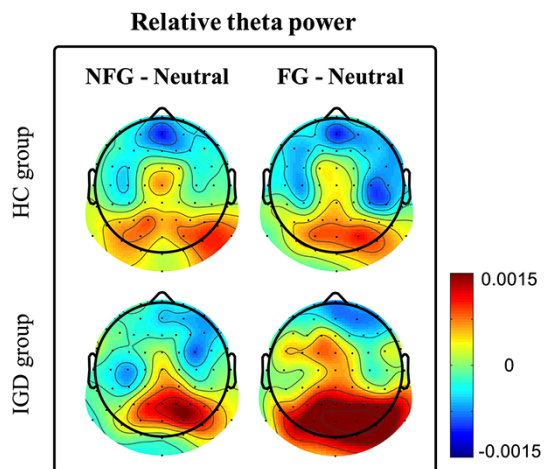 Relative theta power
NFG - Neutral
FG - Neutral
HC group
IGD group
0.0015
0
-0.0015